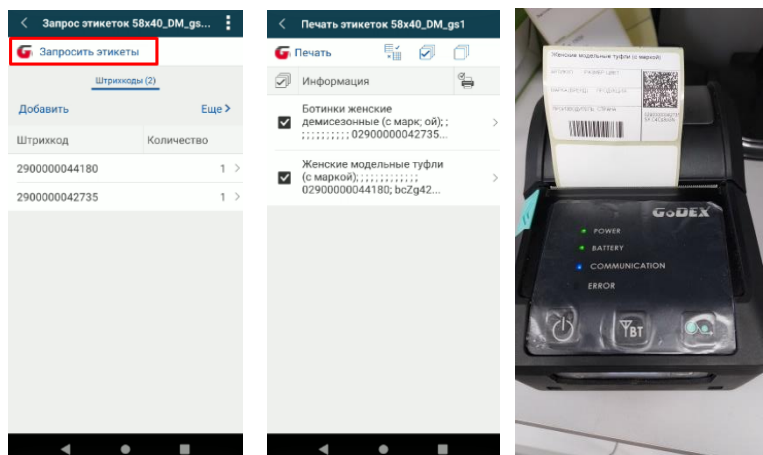 Запрос этикеток 58x40_DM_gs...
Запросить этикеты
Штрихкоды (2)
Добавить
Еще
Штрихкод Количество
2900000044180 1
2900000042735 1
Печать этикеток 58x40_DM_gs1
Печать
Информация
Ботинки женские
демисезонные (с марк; ой); ;
; ; ; ; ; ; ; ; ; ; 02900000042735...
Женские модельные туфли
(с маркой); ; ; ; ; ; ; ; ; ; ; ; ;
02900000044180; bcZg42...
Женские модельные туфли (с маркой)
GoDEX
POWER
BATTERY
COMMUNICATION
ERROR
BT